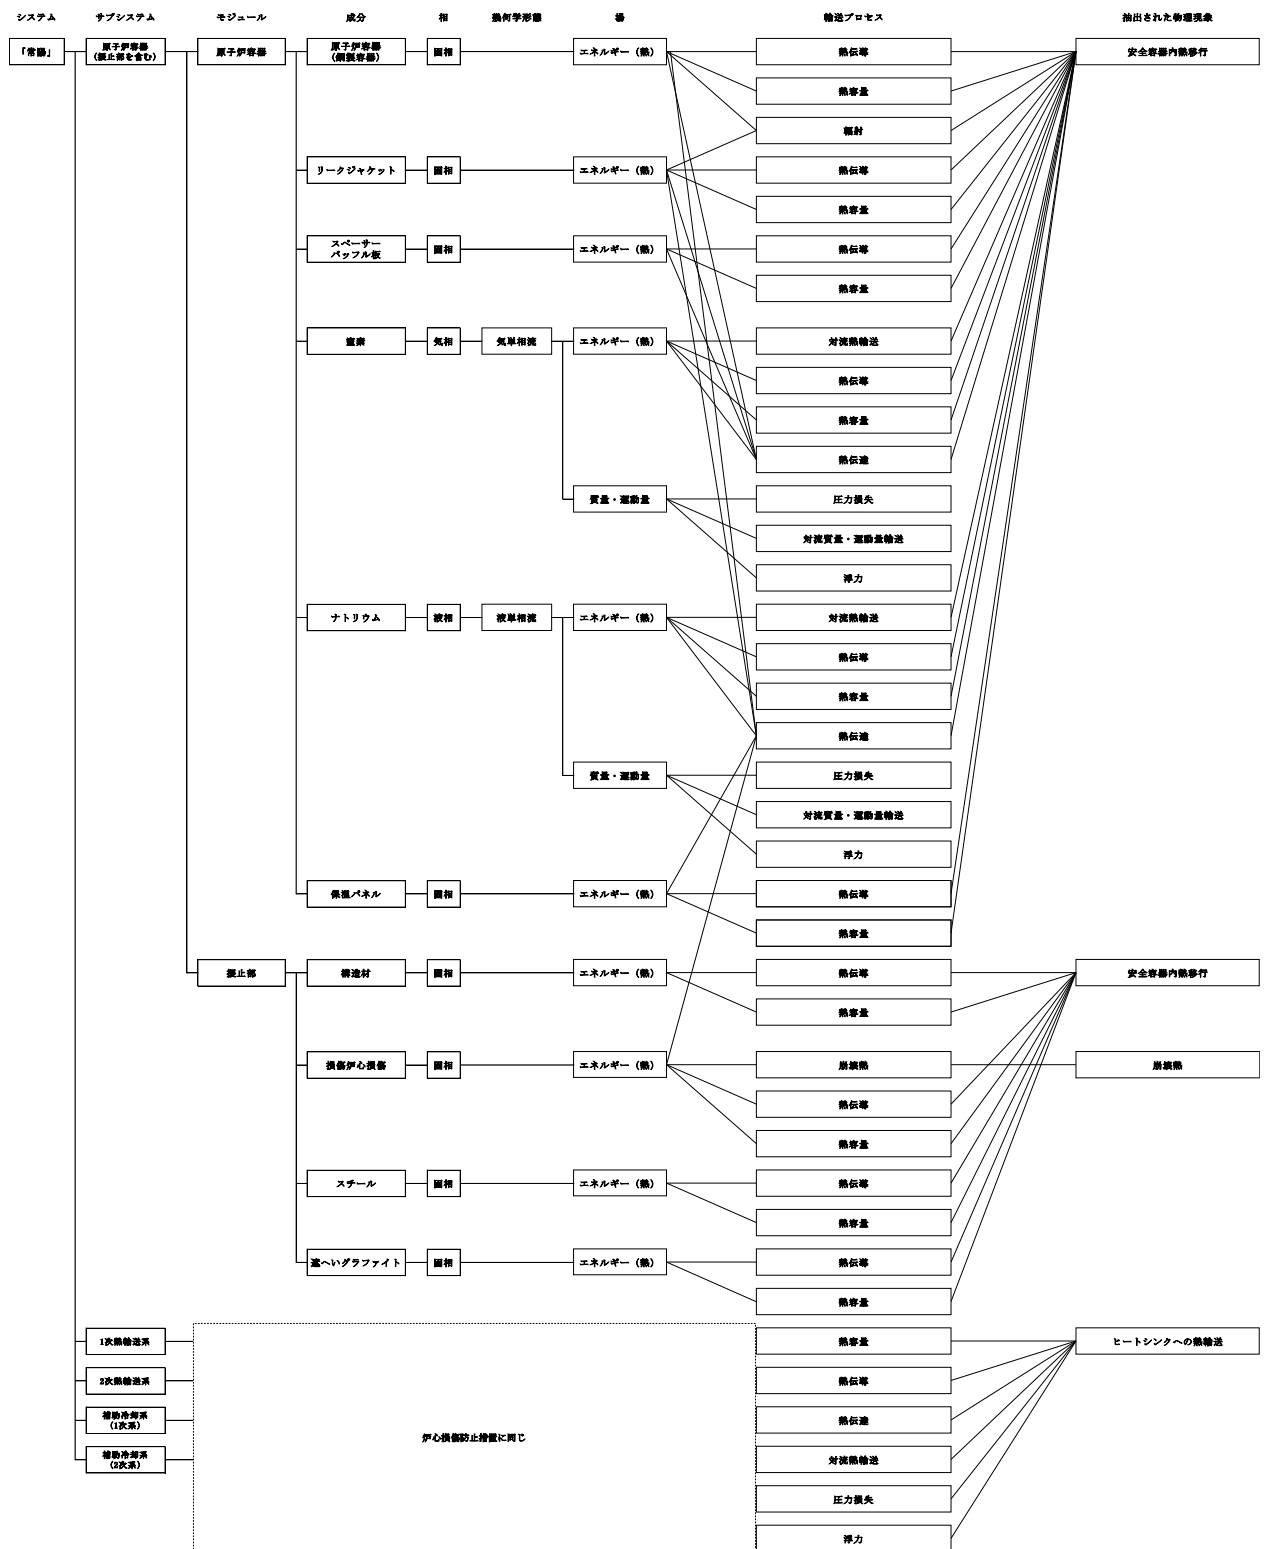 システム サブシステム モジュール 成分 相 幾何学形態 場 輸送プロセス 抽出された物理現象
「常陽」 原子炉容器 原子炉容器 原子炉容器 固相 エネルギー（熱） 熱伝導 安全容器内熱移行
（綴止部を含む） （鋼製容器）
熱容量
輻射
リークジャケット 固相 エネルギー（熱） 熱伝導
熱容量
スペーサー 固相 エネルギー（熱） 熱伝導
バッフル板
熱容量
窒素 気相 気単相流 エネルギー（熱） 対流熱輸送
熱伝導
熱容量
熱伝達
質量・運動量 圧力損失
対流質量・運動量輸送
浮力
ナトリウム 液相 液単相流 エネルギー（熱） 対流熱輸送
熱伝導
熱容量
熱伝達
質量・運動量 圧力損失
対流質量・運動量輸送
浮力
保温パネル 固相 エネルギー（熱） 熱伝導
熱容量
綴止部 構造材 固相 エネルギー（熱） 熱伝導 安全容器内熱移行
熱容量
損傷炉心損傷 固相 エネルギー（熱） 崩壊熱 崩壊熱
熱伝導
熱容量
スチール 固相 エネルギー（熱） 熱伝導
熱容量
遮へいグラファイト 固相 エネルギー（熱） 熱伝導
熱容量
1次熱輸送系 熱容量 ヒートシンクへの熱輸送
2次熱輸送系 熱伝導
補助冷却系 熱伝達
（1次系）
炉心損傷防止措置に同じ
補助冷却系 対流熱輸送
（2次系）
圧力損失
浮力